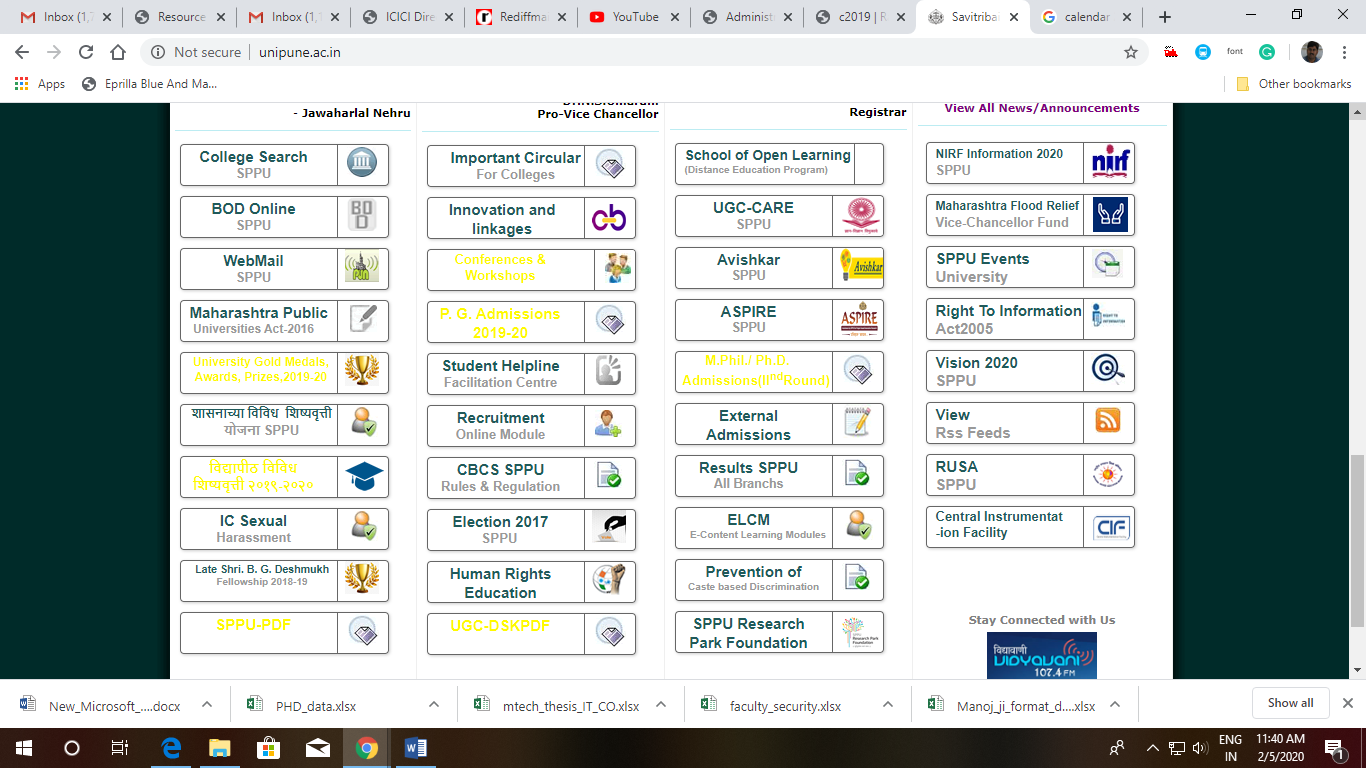 Inbox (1,
Resource
Inbox (1,
ICICI Dire
Rediffma
YouTube
Administ
c2019 | R
Savitriba
calendar
Not secure | unipune.ac.in
font
Apps
Eprilla Blue And Ma...
Other bookmarks
- Jawaharlal Nehru
Pro-Vice Chancellor
Registrar
View All News/Announcements
College Search
SPPU
BOD Online
SPPU
WebMail
SPPU
Maharashtra Public
Universities Act-2016
University Gold Medals,
Awards, Prizes,2019-20
शासनाच्या विविध शिष्यवृत्ती
योजना SPPU
विद्यापीठ विविध
शिष्यवृत्ती २०१९-२०२०
IC Sexual
Harassment
Late Shri. B. G. Deshmukh
Fellowship 2018-19
SPPU-PDF
Important Circular
For Colleges
Innovation and
linkages
Conferences &
Workshops
P. G. Admissions
2019-20
Student Helpline
Facilitation Centre
Recruitment
Online Module
CBCS SPPU
Rules & Regulation
Election 2017
SPPU
Human Rights
Education
UGC-DSKPDF
School of Open Learning
(Distance Education Program)
UGC-CARE
SPPU
Avishkar
SPPU
Avishkar
ASPIRE
SPPU
ASPIRE
M.Phil./ Ph.D.
Admissions(IIndRound)
External
Admissions
Results SPPU
All Branchs
ELCM
E-Content Learning Modules
Prevention of
Caste based Discrimination
SPPU Research
Park Foundation
NIRF Information 2020
SPPU
nirf
Maharashtra Flood Relief
Vice-Chancellor Fund
SPPU Events
University
Right To Information
Act2005
Vision 2020
SPPU
View
Rss Feeds
RUSA
SPPU
Central Instrumentat
-ion Facility
CIF
Stay Connected with Us
विद्यावाणी
VIDYAVANI
107.4 FM
New_Microsoft_....docx
PHD_data.xlsx
mtech_thesis_IT_CO.xlsx
faculty_security.xlsx
Manoj_ji_format_d....xlsx
Show all
ENG
IN
11:40 AM
2/5/2020
1